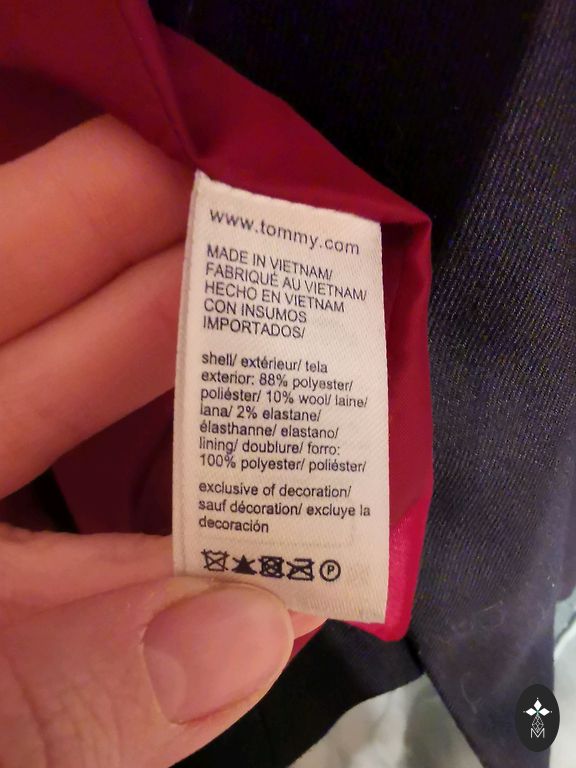 www.tommy.com
MADE IN VIETNAM/
FABRIQUÉ AU VIETNAM/
HECHO EN VIETNAM
CON INSUMOS
IMPORTADOS/
shell/ extérieur/ tela
exterior: 88% polyester/
poliéster/ 10% wool/ laine/
lana/ 2% elastane/
élasthanne/ elastano/
lining/ doublure/ forro:
100% polyester/ poliéster/
exclusive of decoration/
sauf décoration/ excluye la
decoración
P
M